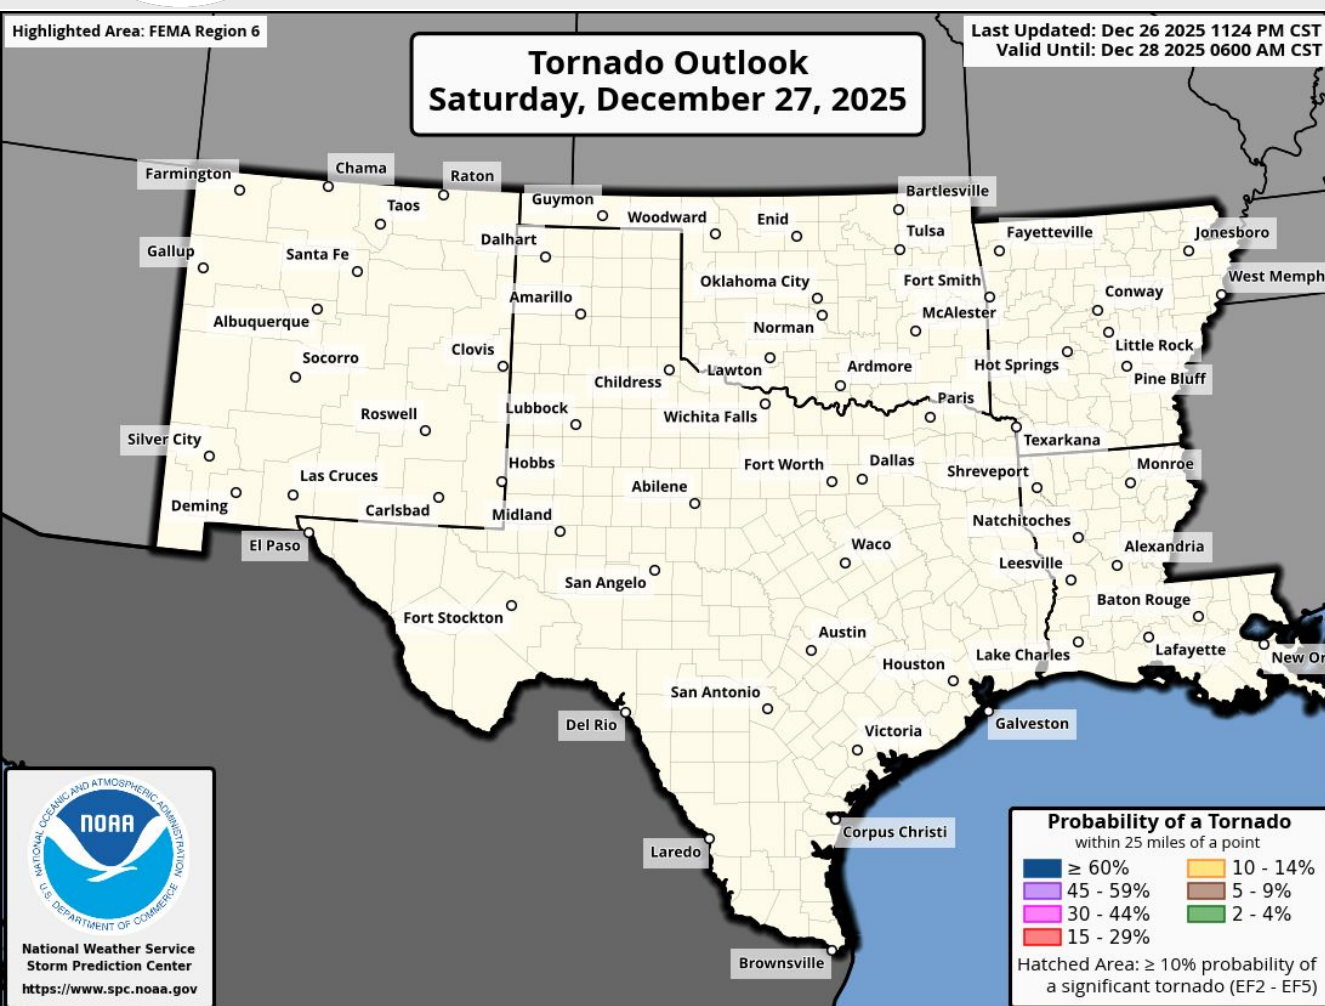 Highlighted Area: FEMA Region 6
Last Updated: Dec 26 2025 1124 PM CST
Valid Until: Dec 28 2025 0600 AM CST
Tornado Outlook
Saturday, December 27, 2025
Farmington
Chama
Raton
Taos
Guymon
Woodward
Enid
Bartlesville
Tulsa
Fayetteville
Jonesboro
Gallup
Santa Fe
Dalhart
Oklahoma City
Fort Smith
West Memph
Amarillo
Conway
Albuquerque
Norman
McAlester
Little Rock
Socorro
Clovis
Childress
Lawton
Ardmore
Hot Springs
Pine Bluff
Roswell
Lubbock
Wichita Falls
Paris
Silver City
Texarkana
Las Cruces
Hobbs
Abilene
Fort Worth
Dallas
Shreveport
Monroe
Deming
Carlsbad
Midland
Natchitoches
El Paso
Waco
Alexandria
San Angelo
Leesville
Fort Stockton
Baton Rouge
Austin
Houston
Lake Charles
Lafayette
New Or
San Antonio
Del Rio
Victoria
Galveston
Corpus Christi
Laredo
Brownsville
NATIONAL OCEANIC AND ATMOSPHERIC ADMINISTRATION
NOAA
U.S. DEPARTMENT OF COMMERCE
National Weather Service
Storm Prediction Center
https://www.spc.noaa.gov
Probability of a Tornado
within 25 miles of a point
≥ 60% 10 - 14%
45 - 59% 5 - 9%
30 - 44% 2 - 4%
15 - 29%
Hatched Area: ≥ 10% probability of
a significant tornado (EF2 - EF5)